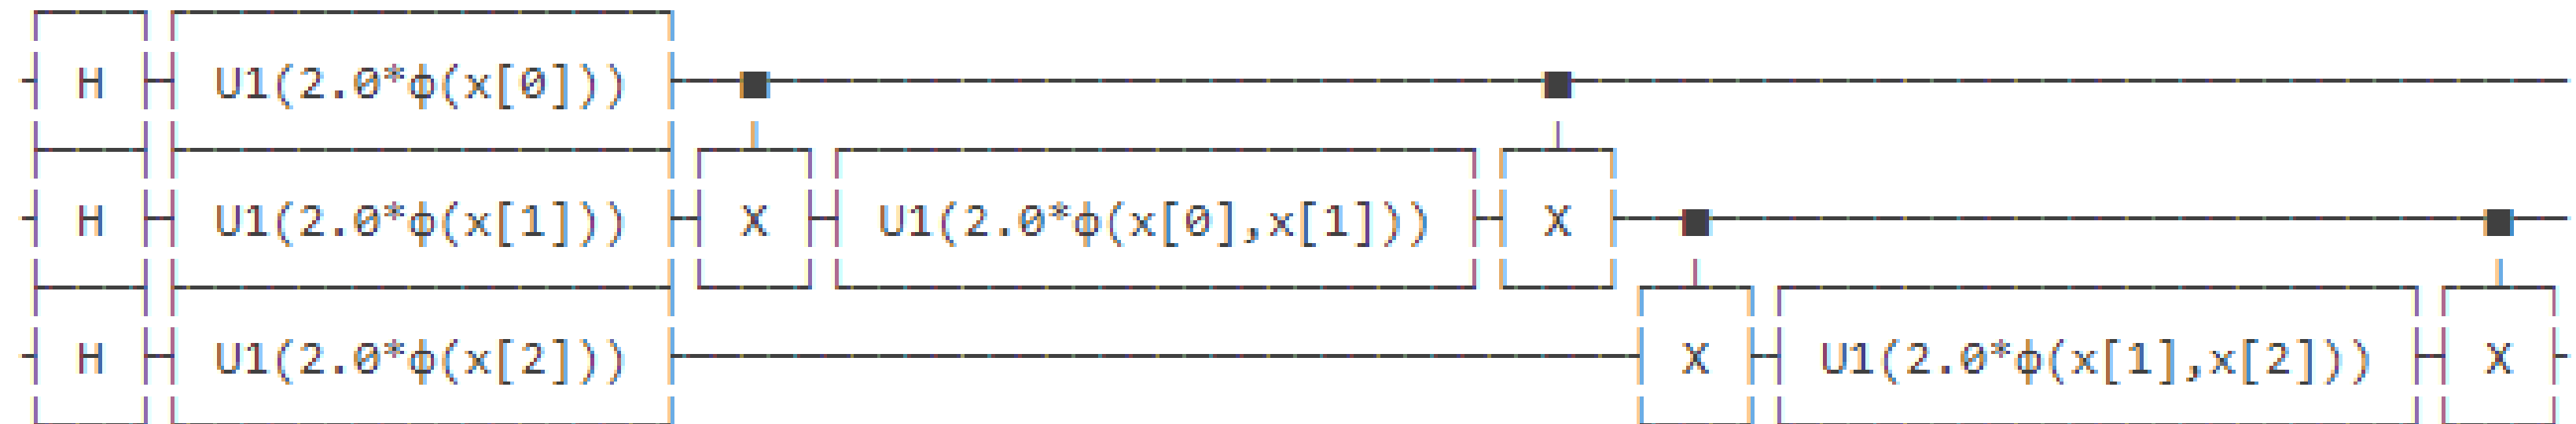 H U1(2.0*ϕ(x[0]))
H U1(2.0*ϕ(x[1])) X U1(2.0*ϕ(x[0],x[1])) X
H U1(2.0*ϕ(x[2])) X U1(2.0*ϕ(x[1],x[2])) X